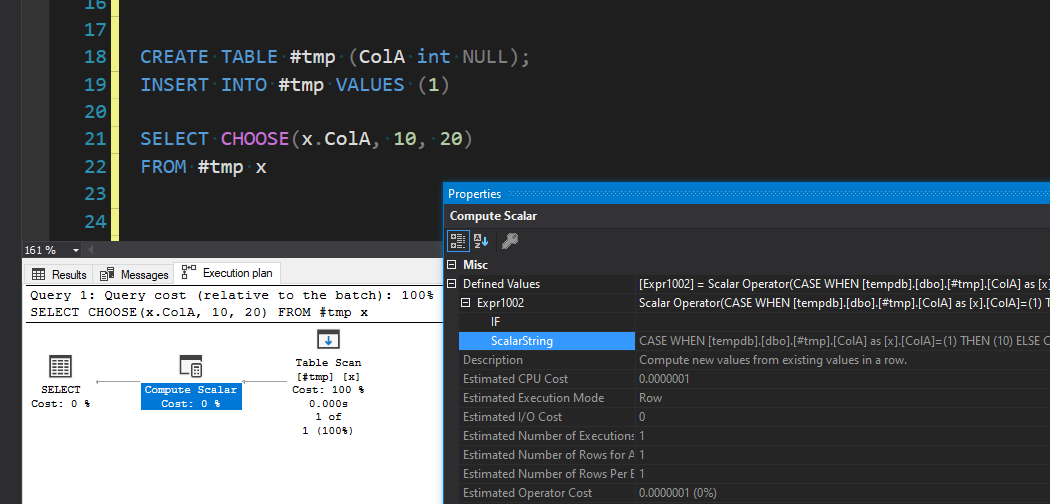 16
17
18 CREATE TABLE #tmp (ColA int NULL);
19 INSERT INTO #tmp VALUES (1)
20
21 SELECT CHOOSE(x.ColA, 10, 20)
22 FROM #tmp x
23
24
161 %
Results Messages Execution plan
Query 1: Query cost (relative to the batch): 100%
SELECT CHOOSE(x.ColA, 10, 20) FROM #tmp x
SELECT
Cost: 0 %
Compute Scalar
Cost: 0 %
Table Scan
[#tmp] [x]
Cost: 100 %
0.000s
1 of
1 (100%)
Properties
Compute Scalar
Misc
Defined Values [Expr1002] = Scalar Operator(CASE WHEN [tempdb].[dbo].[#tmp].[ColA] as [x]
Expr1002 Scalar Operator(CASE WHEN [tempdb].[dbo].[#tmp].[ColA] as [x].[ColA]=(1) T
IF
ScalarString CASE WHEN [tempdb].[dbo].[#tmp].[ColA] as [x].[ColA]=(1) THEN (10) ELSE C
Description Compute new values from existing values in a row.
Estimated CPU Cost 0.0000001
Estimated Execution Mode Row
Estimated I/O Cost 0
Estimated Number of Executions 1
Estimated Number of Rows for A 1
Estimated Number of Rows Per E 1
Estimated Operator Cost 0.0000001 (0%)